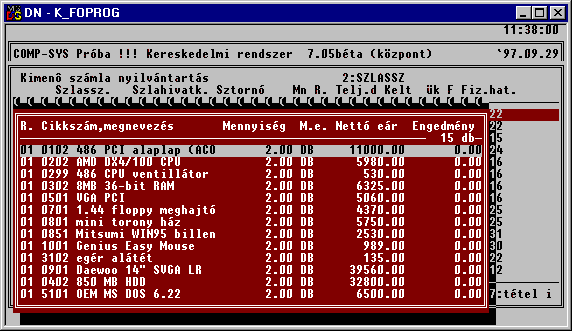 DN - K_FOPROG
11:38:00
COMP-SYS Próba !!! Kereskedelmi rendszer 7.05béta (központ) `97.09.29
Kimenő számla nyilvántartás 2:SZLASSZ
Szlassz. Szlahivatk. Sztornó Mn R. Telj.d Kelt ük F Fiz.hat.
22
R. Cikkszám,megnevezés Mennyiség M.e. Nettó eár Engedmény 22
15 db 15
01 0102 486 PCI alaplap (ACO 2.00 DB 11000.00 0.00 24
01 0202 AMD DX4/100 CPU 2.00 DB 5980.00 0.00 16
01 0299 486 CPU ventillátor 2.00 DB 530.00 0.00 16
01 0302 8MB 36-bit RAM 2.00 DB 6325.00 0.00 16
01 0501 VGA PCI 2.00 DB 5060.00 0.00 16
01 0701 1.44 floppy meghajtó 2.00 DB 4370.00 0.00 25
01 0801 mini torony ház 2.00 DB 5750.00 0.00 25
01 0851 Mitsumi WIN95 billen 2.00 DB 2530.00 0.00 31
01 1001 Genius Easy Mouse 2.00 DB 989.00 0.00 30
01 3102 egér alátét 2.00 DB 135.00 0.00 22
01 0901 Daewoo 14" SVGA LR 2.00 DB 39560.00 0.00 12
01 0402 850 MB HDD 2.00 DB 32800.00 0.00
01 5101 OEM MS DOS 6.22 2.00 DB 6500.00 0.00 7:tétel i